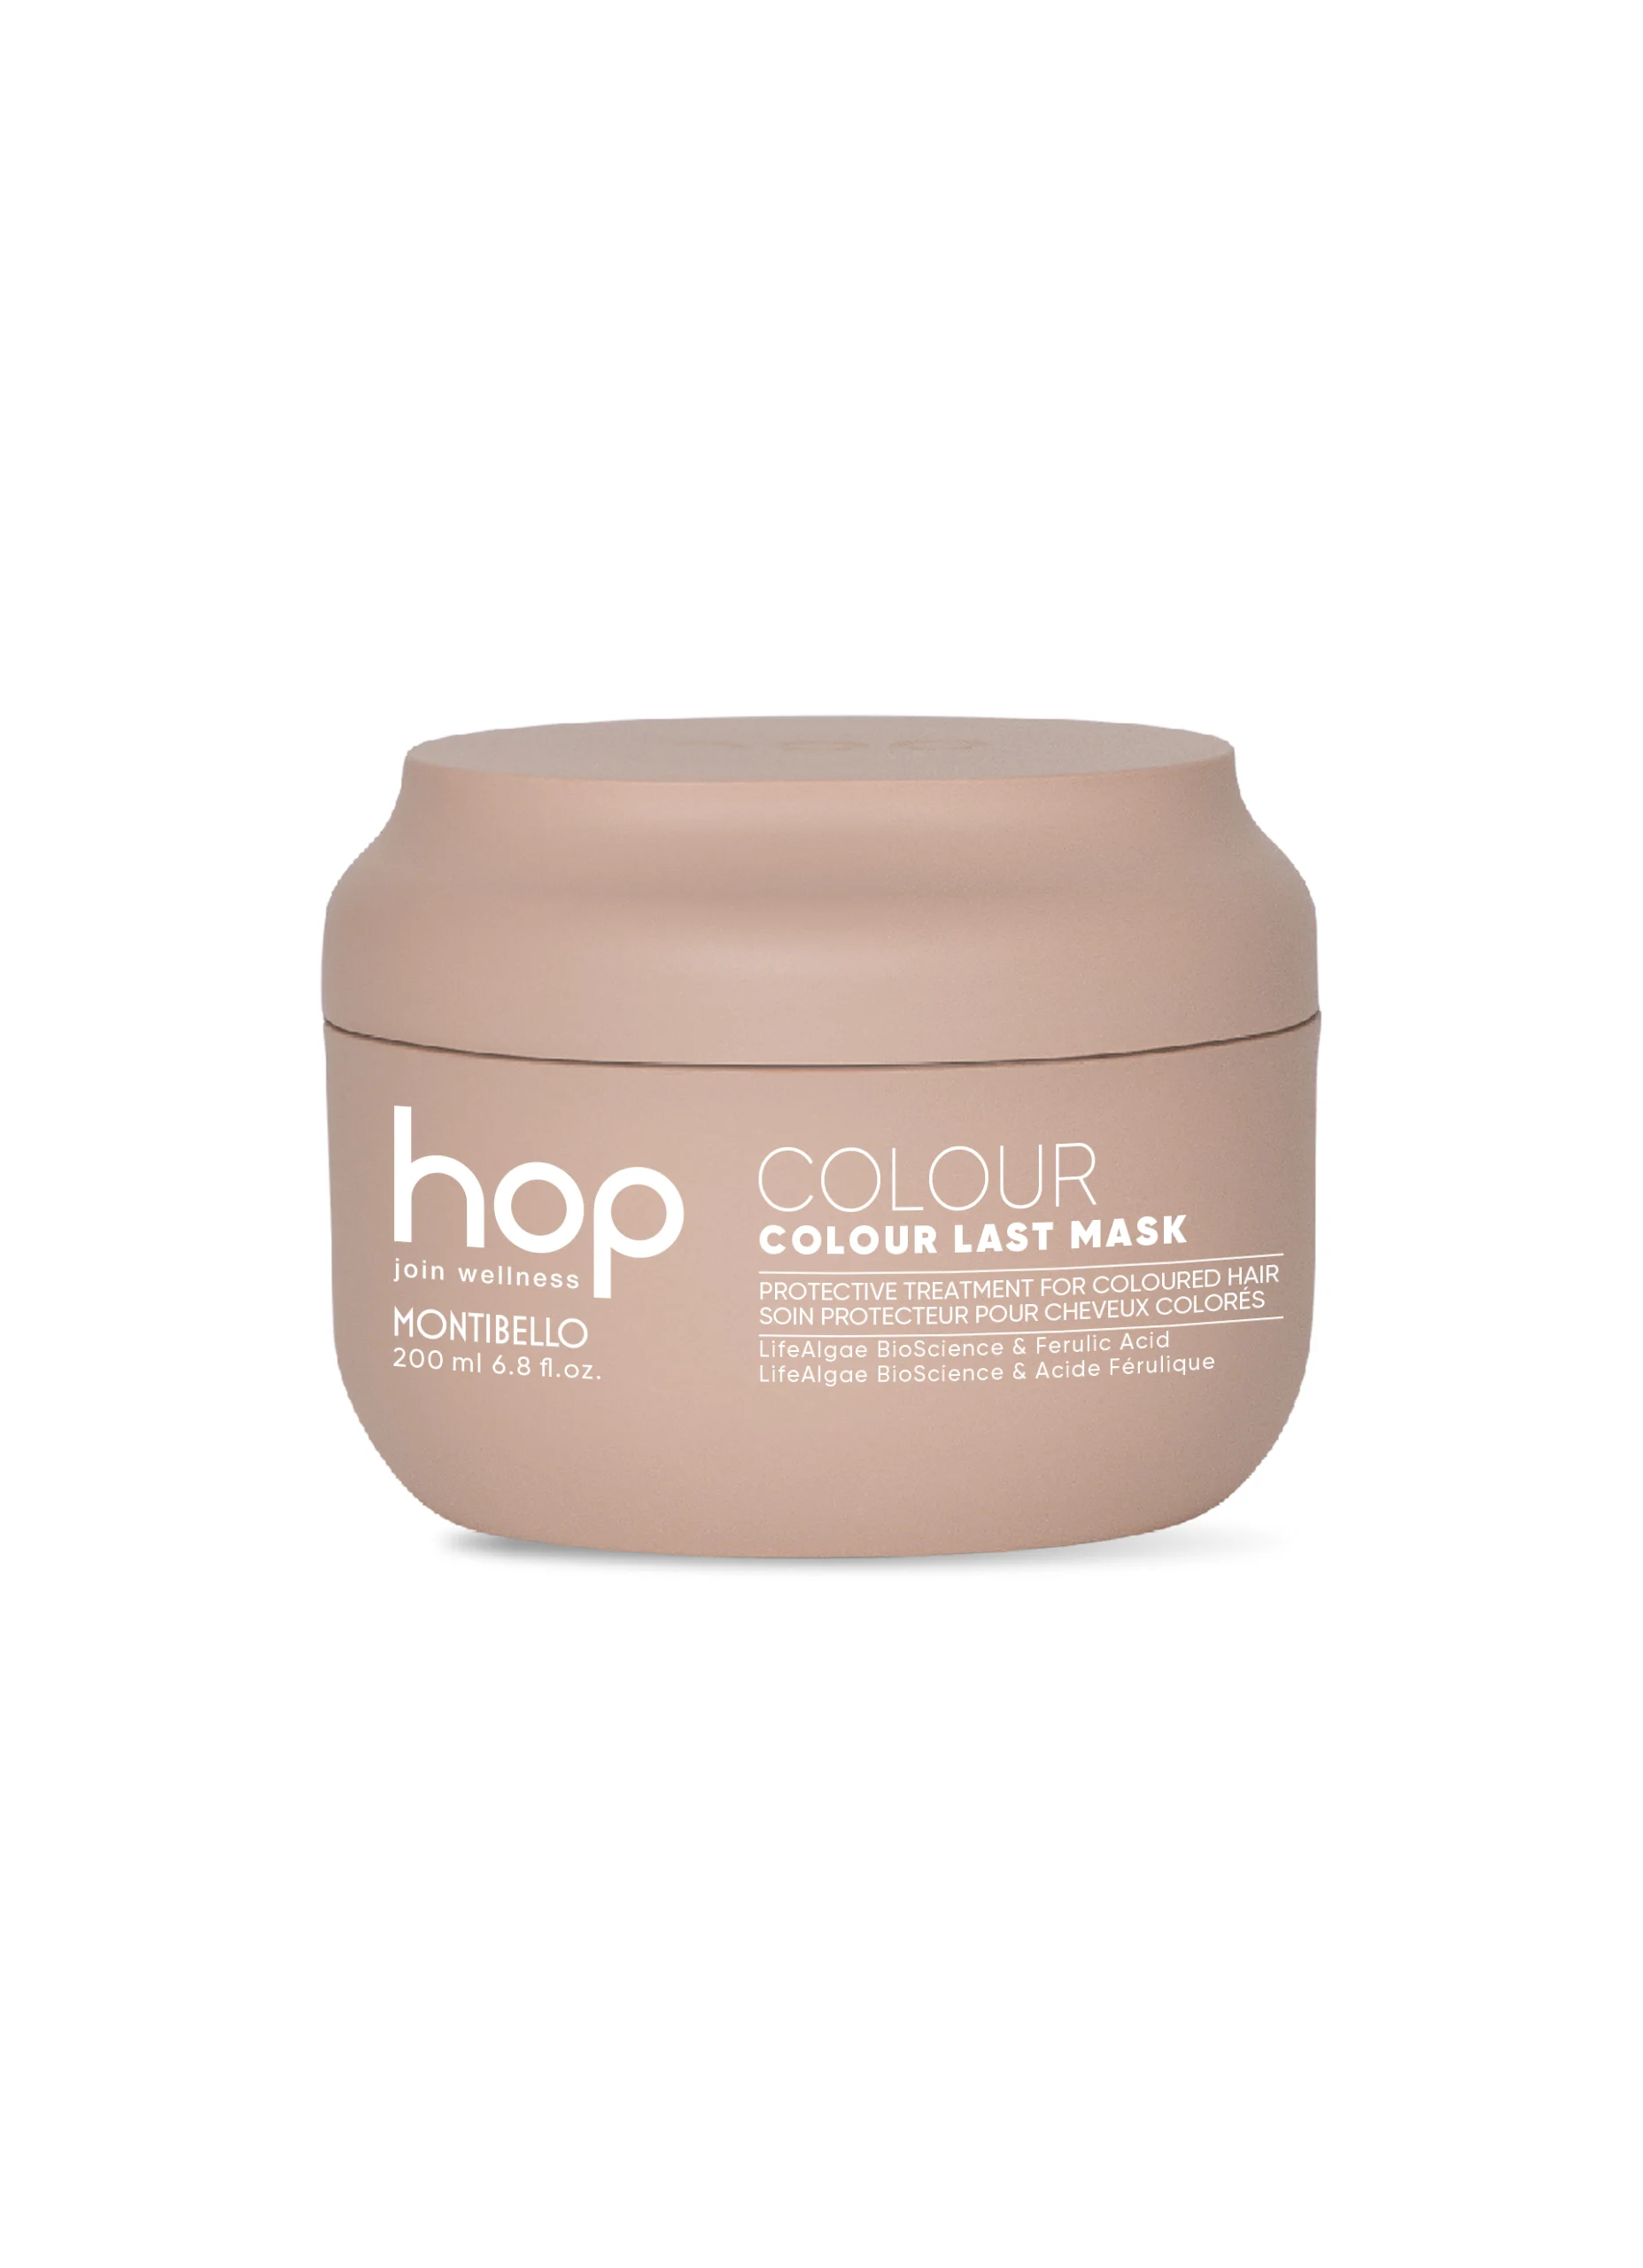 hop
join wellness
MONTIBELLO
200 ml 6.8 fl.oz.
COLOUR
COLOUR LAST MASK
PROTECTIVE TREATMENT FOR COLOURED HAIR
SOIN PROTECTEUR POUR CHEVEUX COLORÉS
LifeAlgae BioScience & Ferulic Acid
LifeAlgae BioScience & Acide Férulique